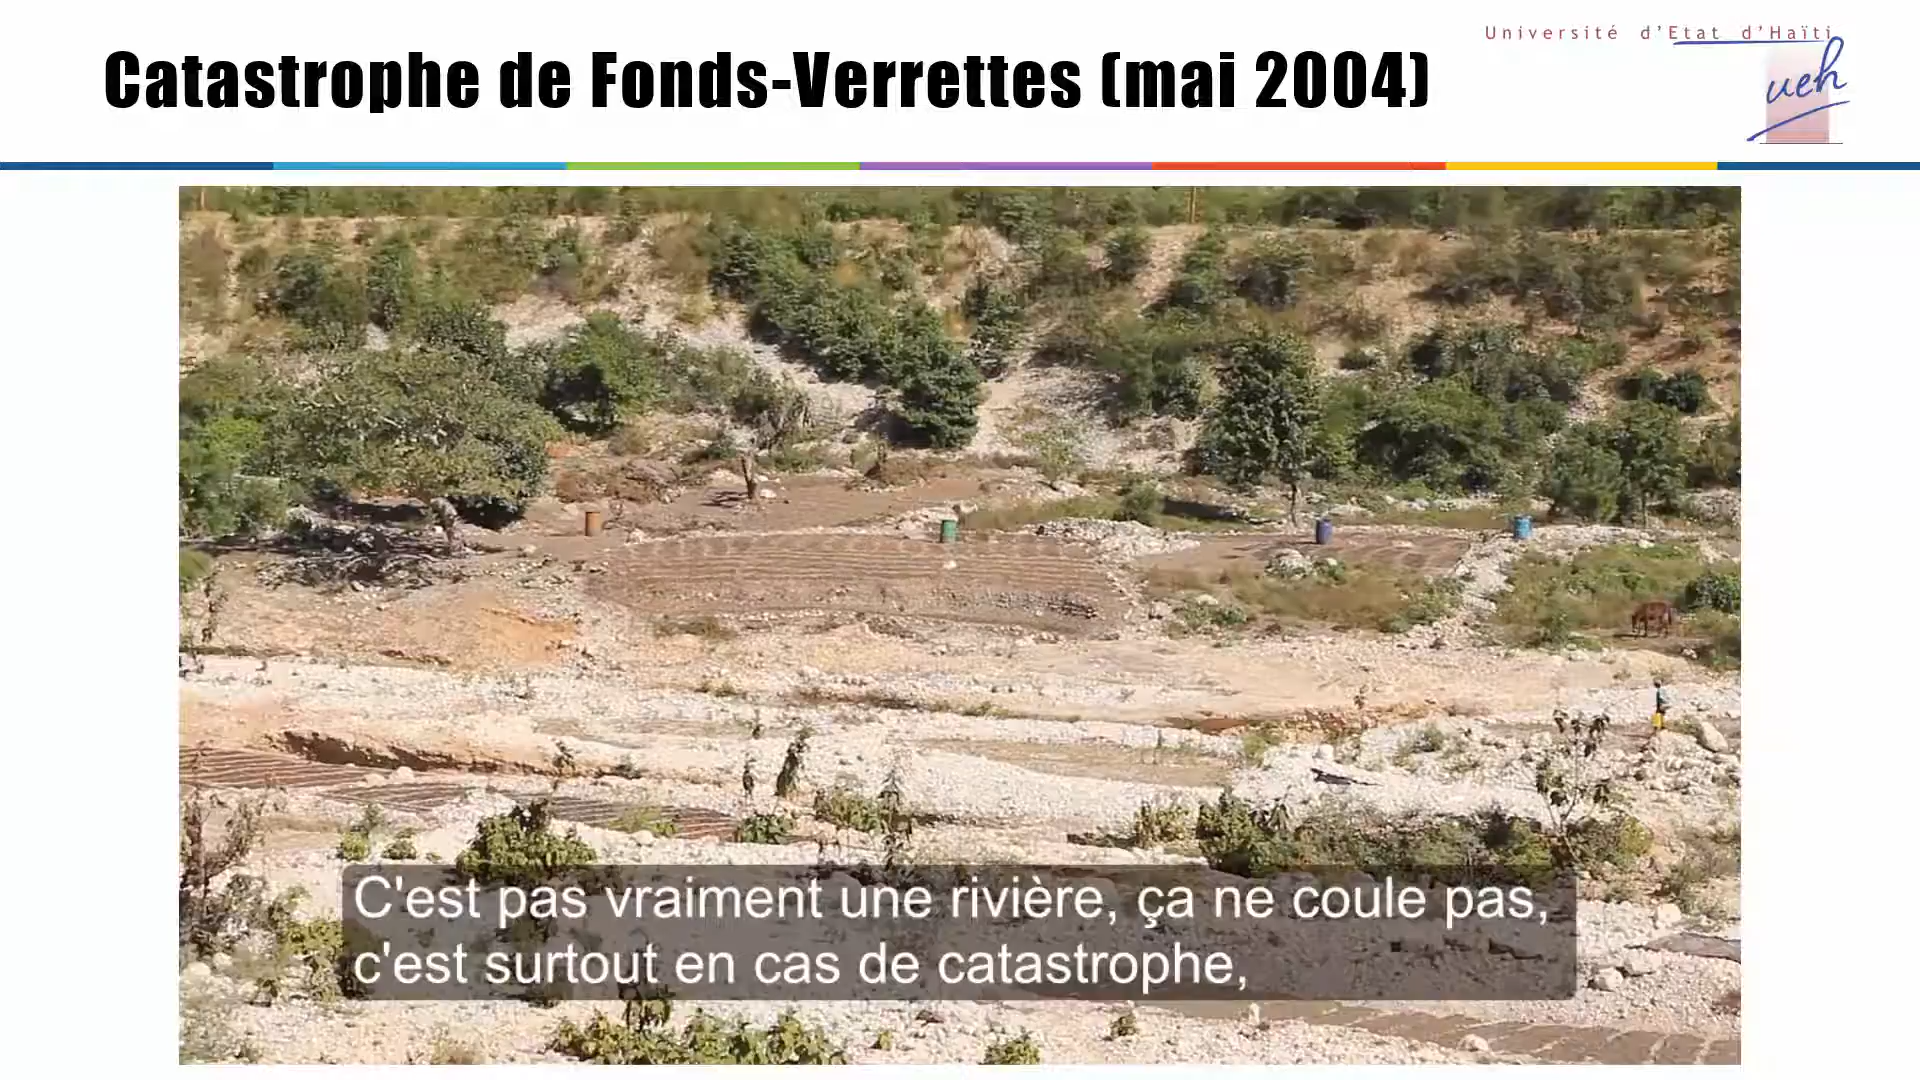 Université d'Etat d'Haïti
Catastrophe de Fonds-Verrettes (mai 2004)
ueh
C'est pas vraiment une rivière, ça ne coule pas,
c'est surtout en cas de catastrophe,